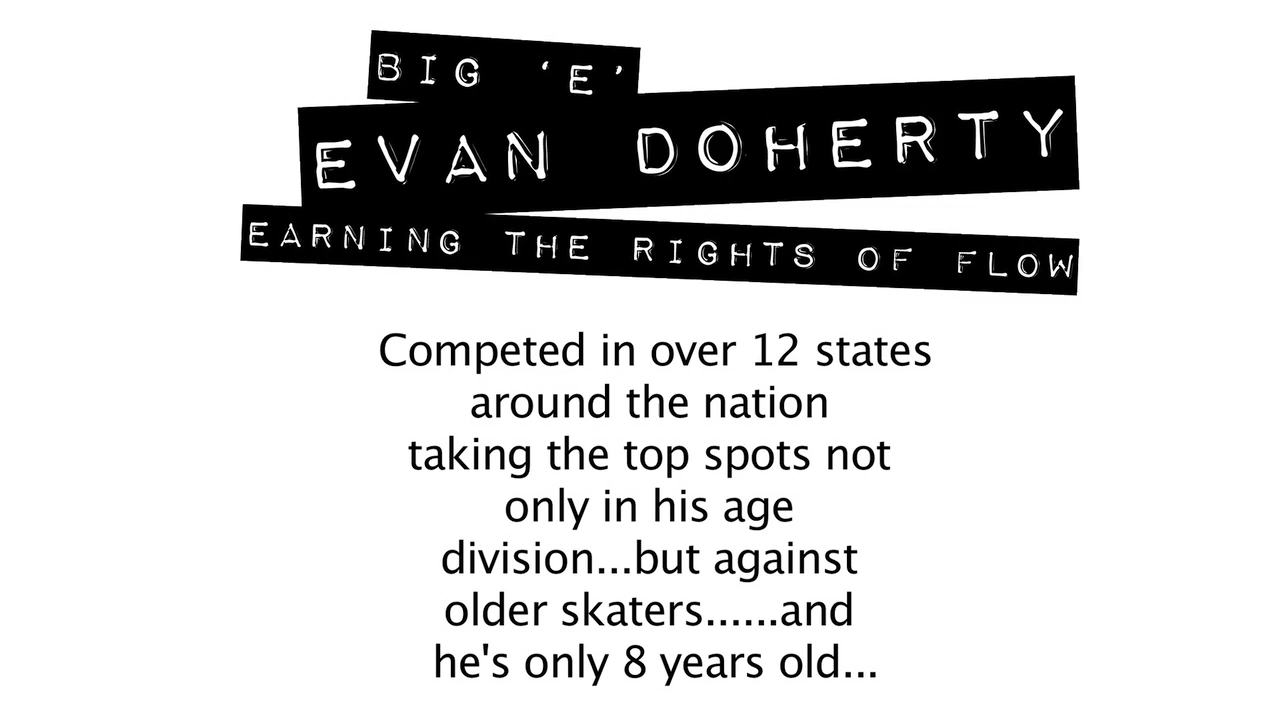 BIG 'E'
EVAN DOHERTY
EARNING THE RIGHTS OF FLOW
Competed in over 12 states
around the nation
taking the top spots not
only in his age
division...but against
older skaters......and
he's only 8 years old...